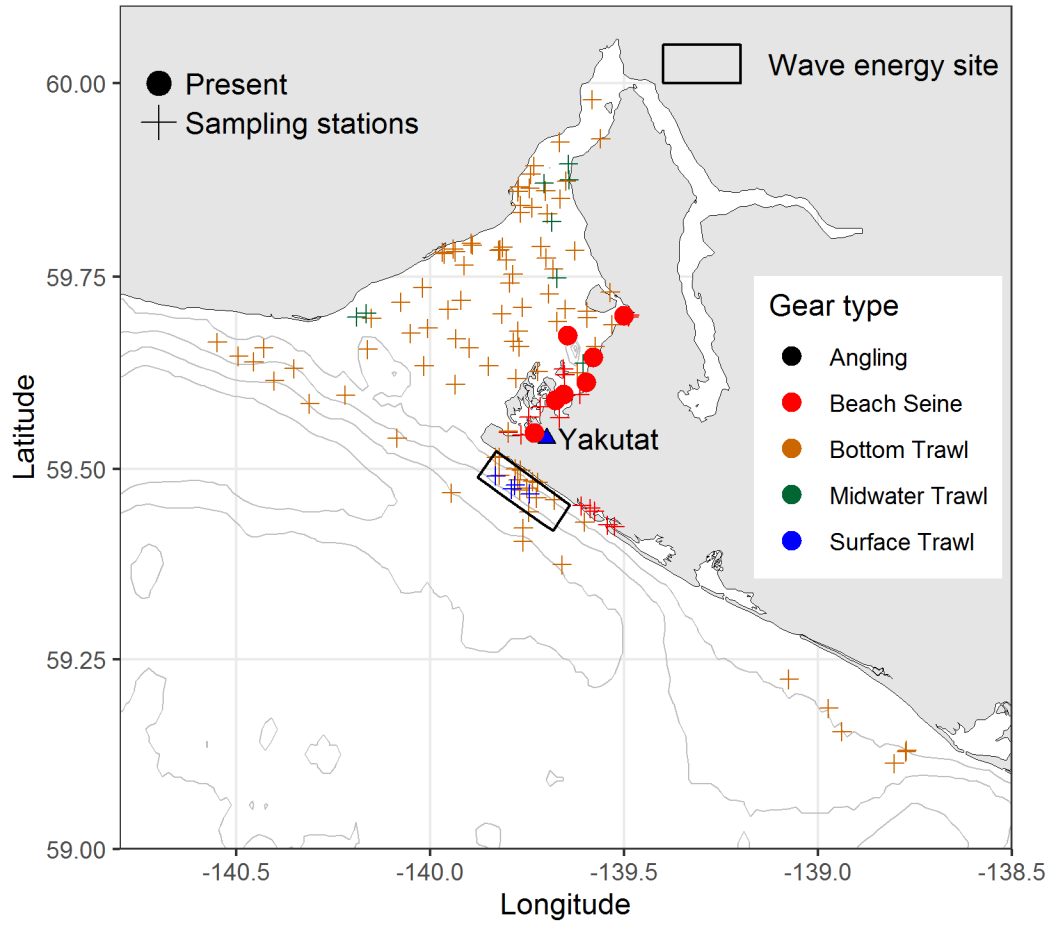 Present
Sampling stations
Wave energy site
Gear type
Angling
Beach Seine
Bottom Trawl
Midwater Trawl
Surface Trawl
Yakutat
Latitude
60.00
59.75
59.50
59.25
59.00
-140.5
-140.0
-139.5
-139.0
-138.5
Longitude